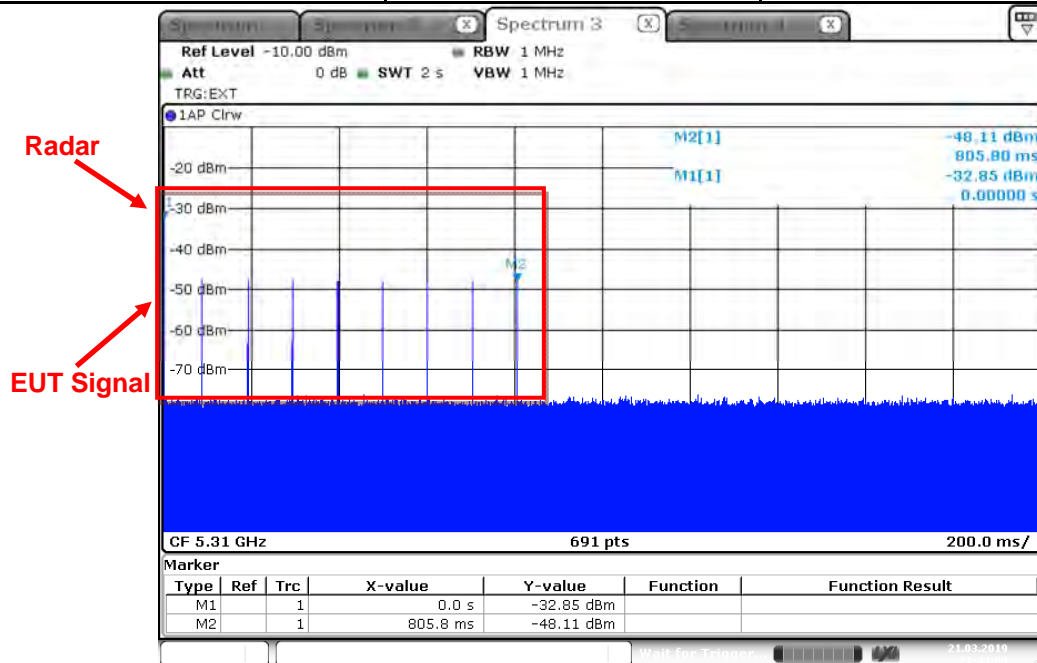 Spectrum 3
Ref Level -10.00 dBm RBW 1 MHz
Att 0 dB SWT 2 s VBW 1 MHz
TRG:EXT
1AP Clrw
Radar
M2[1] -48.11 dBm
805.80 ms
M1[1] -32.85 dBm
0.00000 s
-20 dBm
-30 dBm
-40 dBm
M2
-50 dBm
-60 dBm
-70 dBm
EUT Signal
CF 5.31 GHz 691 pts 200.0 ms/
Marker
Type Ref Trc X-value Y-value Function Function Result
M1 1 0.0 s -32.85 dBm
M2 1 805.8 ms -48.11 dBm
Wait for Trigger...
21.03.2019